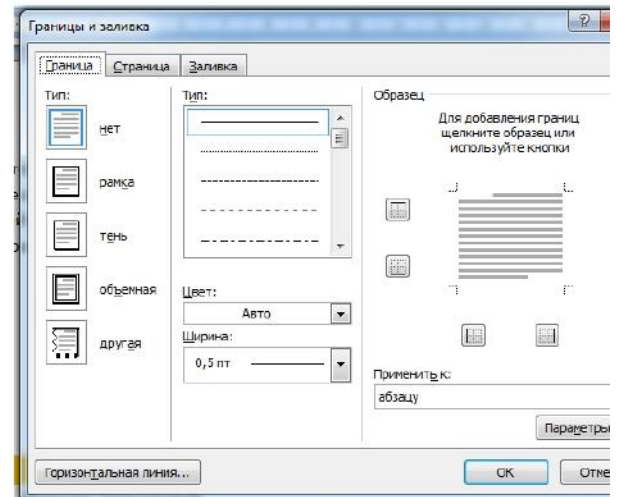 Границы и заливка
Граница Страница Заливка
Тип:
нет
рамка
тень
объемная
другая
Тип:
Цвет:
Авто
Ширина:
0,5 пт
Образец
Для добавления границ
щелкните образец или
используйте кнопки
Применить к:
абзацу
Параметры
Горизонтальная линия...
ОК
Отме